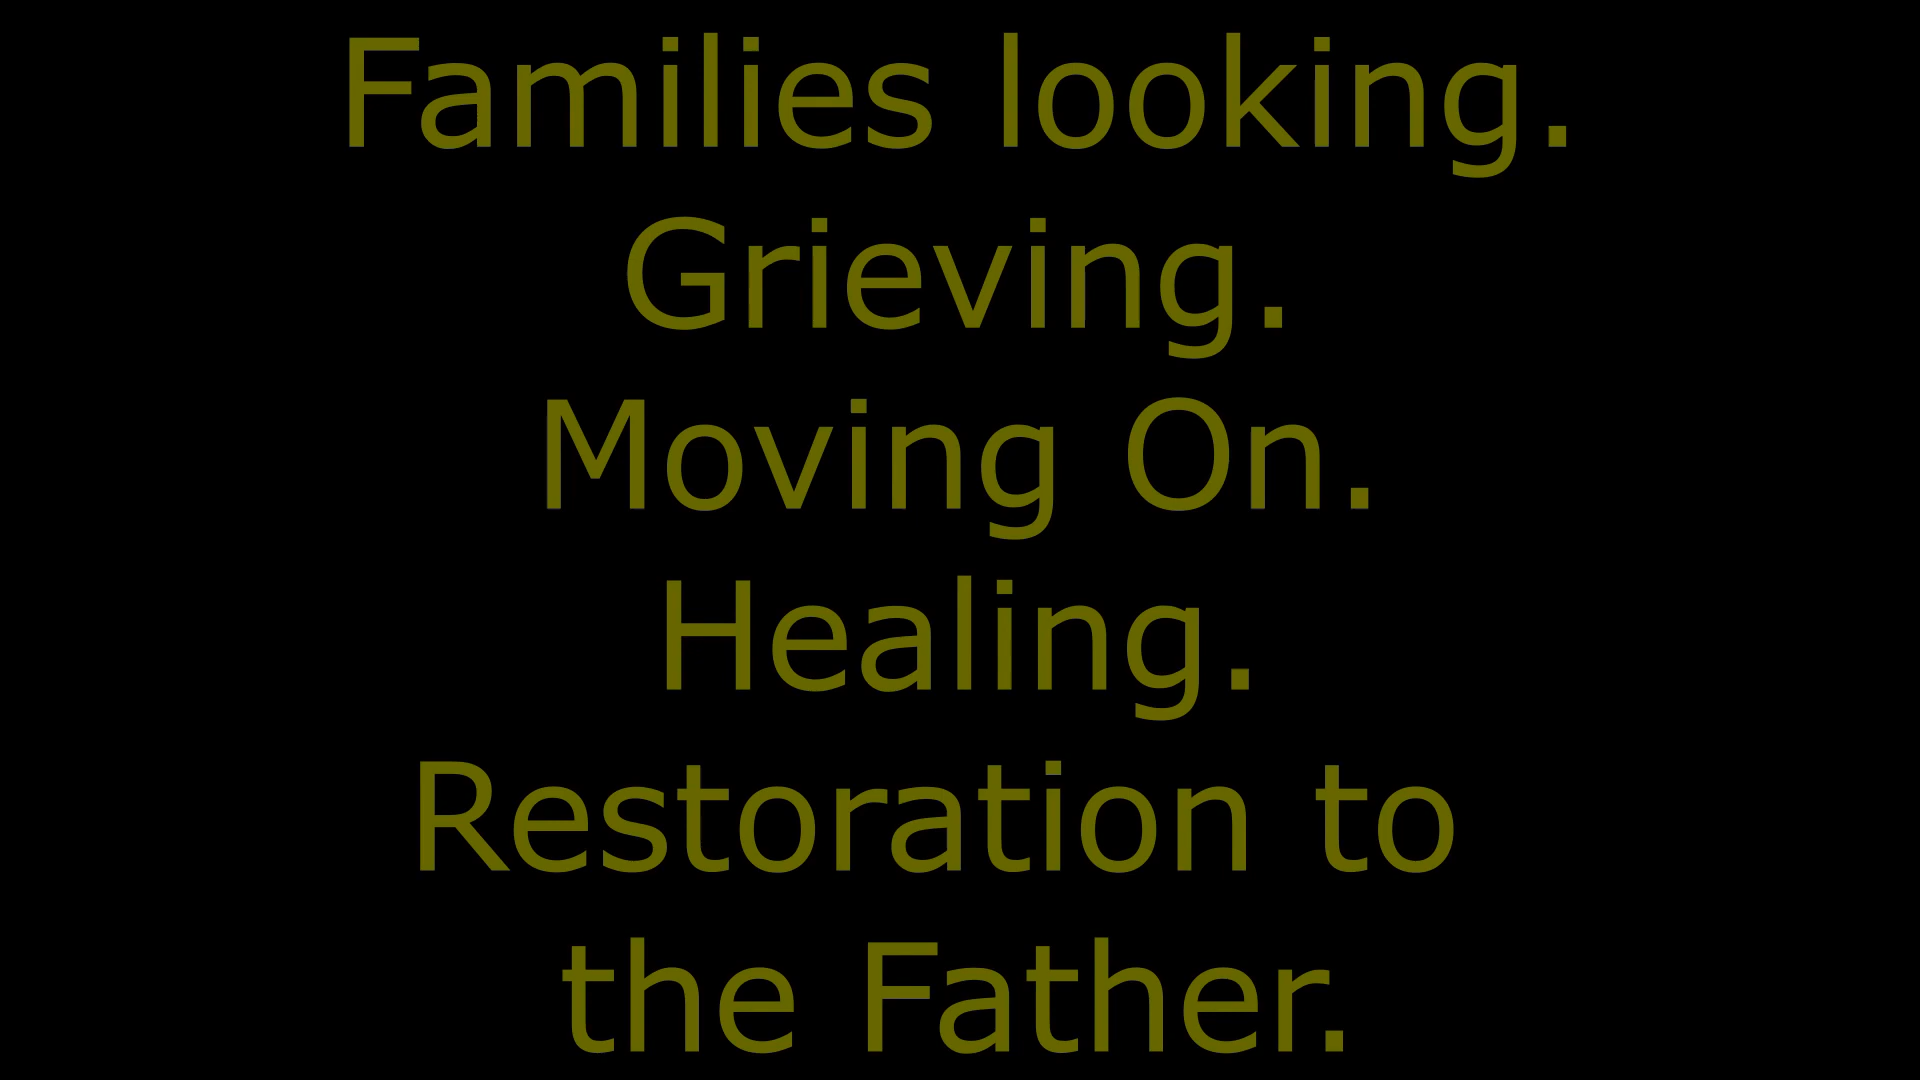 Families looking.
Grieving.
Moving On.
Healing.
Restoration to
the Father.